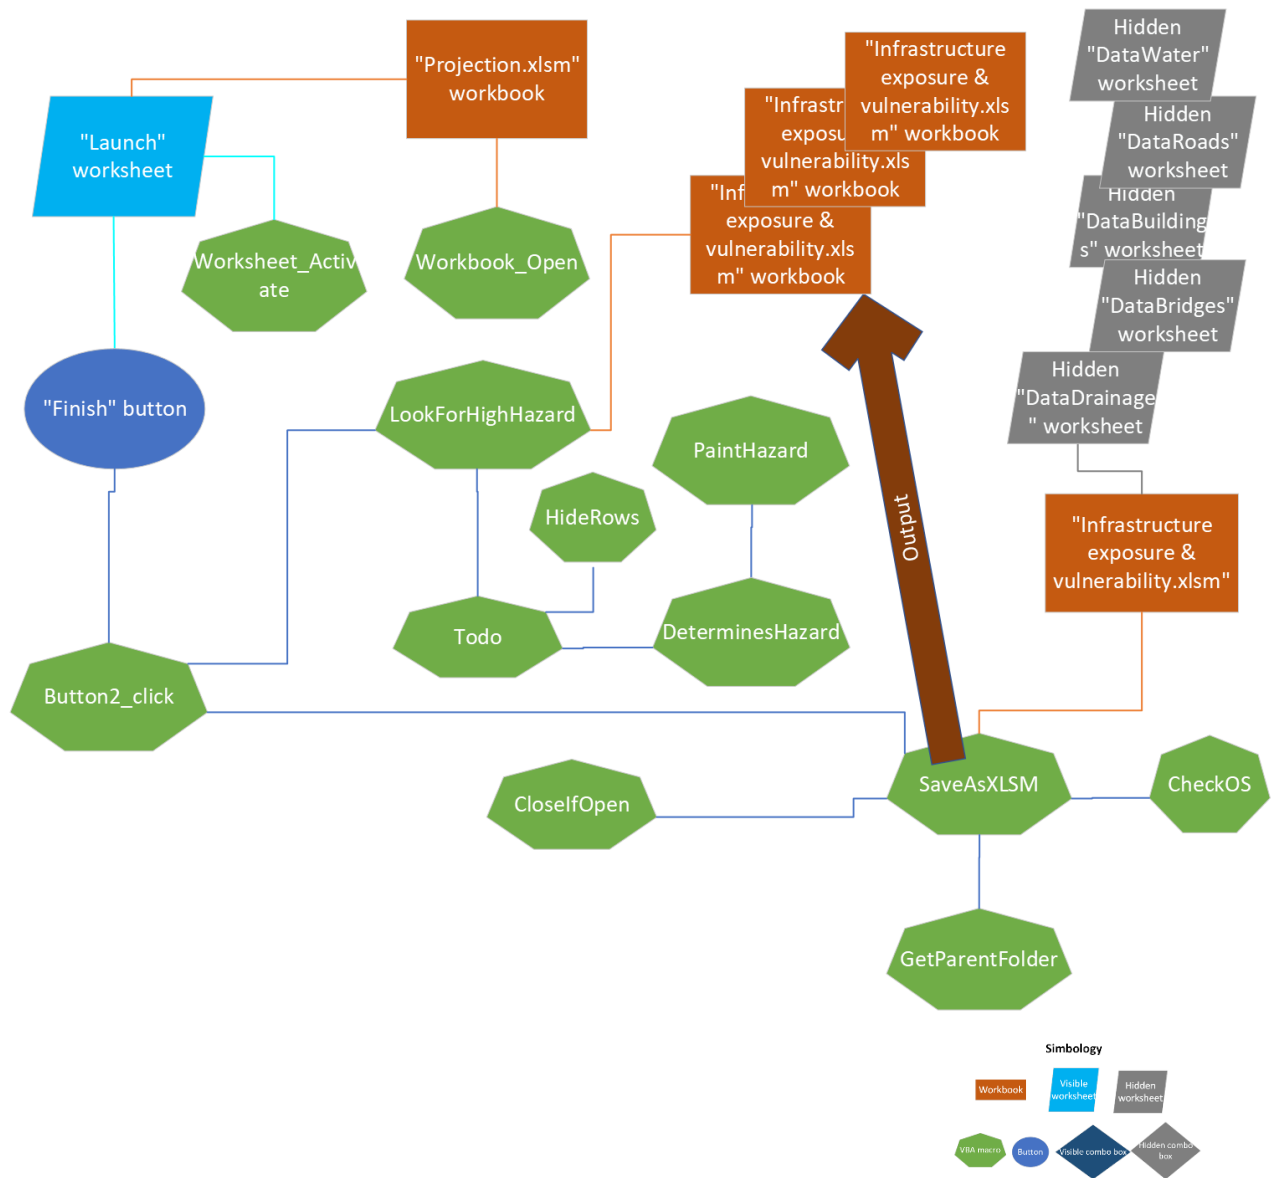 "Projection.xlsm"
workbook
"Launch"
worksheet
Worksheet_Activ
ate
Workbook_Open
"Infrastructure
exposure &
vulnerability.xls
m" workbook
"Infrastr
exposu
vulnerability.xls
m" workbook
"Inf
exposure &
vulnerability.xls
m" workbook
Hidden
"DataWater"
worksheet
Hidden
"DataRoads"
worksheet
Hidden
"DataBuilding
s" worksheet
Hidden
"DataBridges"
worksheet
Hidden
"DataDrainage
" worksheet
"Infrastructure
exposure &
vulnerability.xlsm"
"Finish" button
LookForHighHazard
PaintHazard
HideRows
Output
Todo
DeterminesHazard
Button2_click
CloseIfOpen
SaveAsXLSM
CheckOS
GetParentFolder
Simbology
Workbook
Visible
worksheet
Hidden
worksheet
VBA macro
Button
Visible combo box
Hidden combo
box